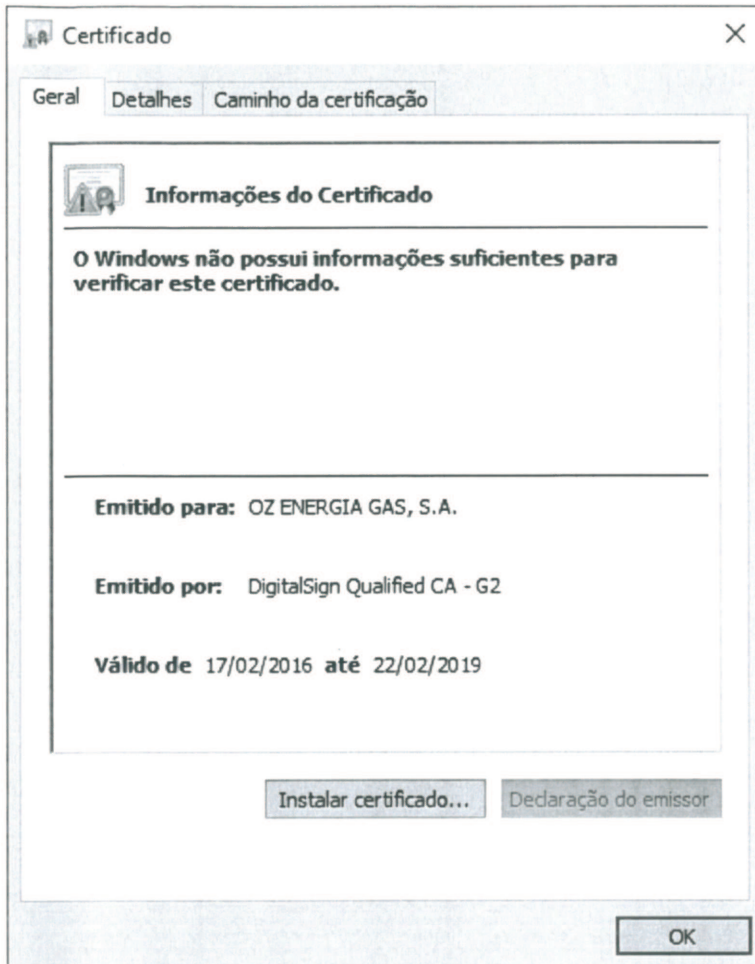 Certificado
Geral Detalhes Caminho da certificação
Informações do Certificado
O Windows não possui informações suficientes para
verificar este certificado.
Emitido para: OZ ENERGIA GAS, S.A.
Emitido por: DigitalSign Qualified CA - G2
Válido de 17/02/2016 até 22/02/2019
Instalar certificado... Declaração do emissor
OK